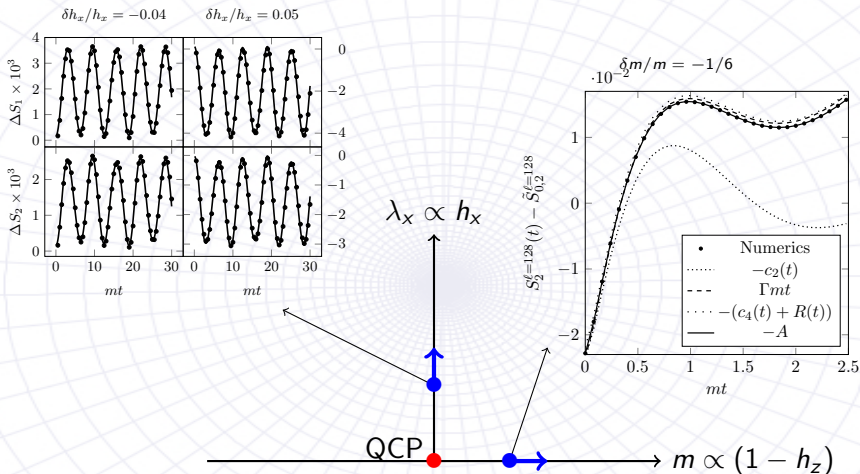 δh_x/h_x = −0.04
δh_x/h_x = 0.05
ΔS_1 × 10^3
4
3
2
1
0
0
−2
−4
ΔS_2 × 10^3
2
1
0
0
−1
−2
−3
0 10 20 30
0 10 20 30
mt
mt
δm/m = −1/6
·10^{−2}
S_2^{ℓ=128}(t) − S̃_{0,2}^{ℓ=128}
1
0
−1
−2
0 0.5 1 1.5 2 2.5
mt
Numerics
−c_2(t)
Γmt
−(c_4(t) + R(t))
−A
λ_x ∝ h_x
QCP
m ∝ (1 − h_z)